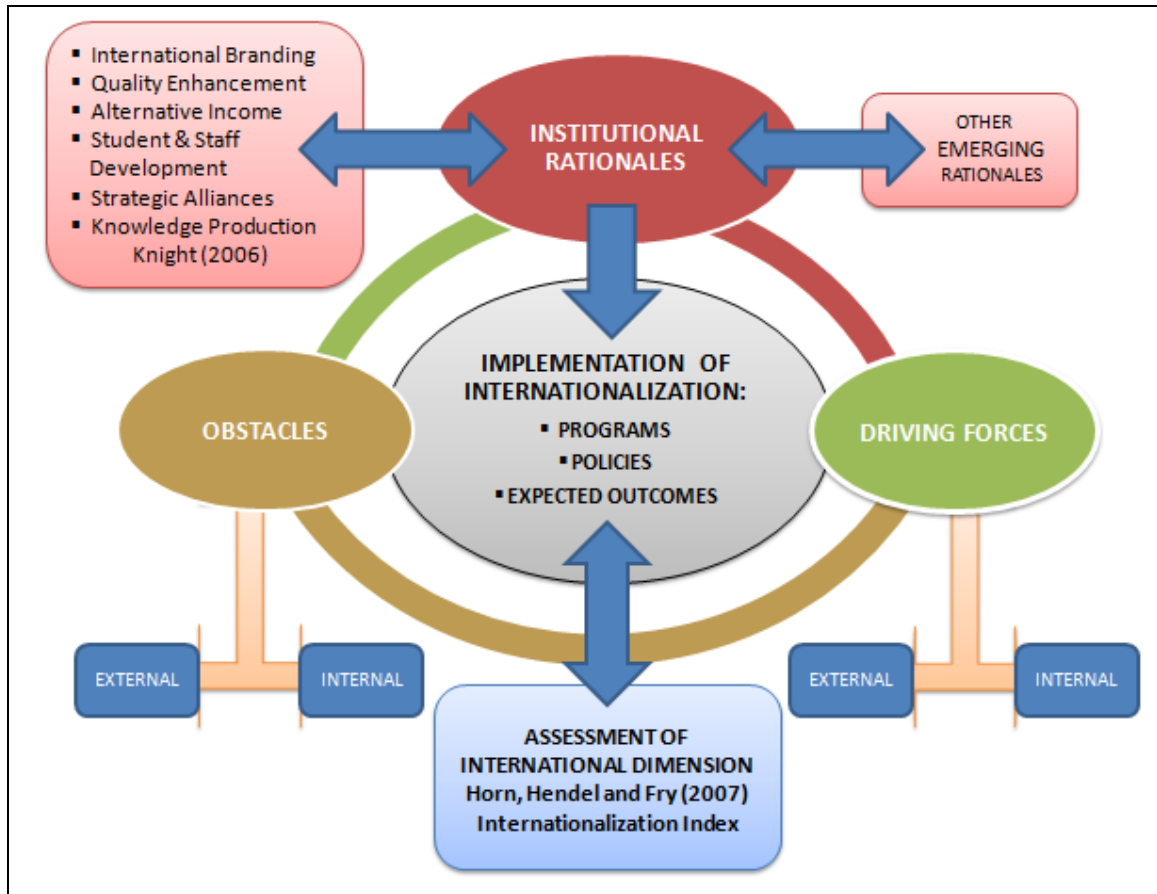 ▪ International Branding
▪ Quality Enhancement
▪ Alternative Income
▪ Student & Staff
Development
▪ Strategic Alliances
▪ Knowledge Production
Knight (2006)
INSTITUTIONAL
RATIONALES
OTHER
EMERGING
RATIONALES
IMPLEMENTATION OF
INTERNATIONALIZATION:
▪ PROGRAMS
▪ POLICIES
▪ EXPECTED OUTCOMES
OBSTACLES
DRIVING FORCES
EXTERNAL
INTERNAL
EXTERNAL
INTERNAL
ASSESSMENT OF
INTERNATIONAL DIMENSION
Horn, Hendel and Fry (2007)
Internationalization Index